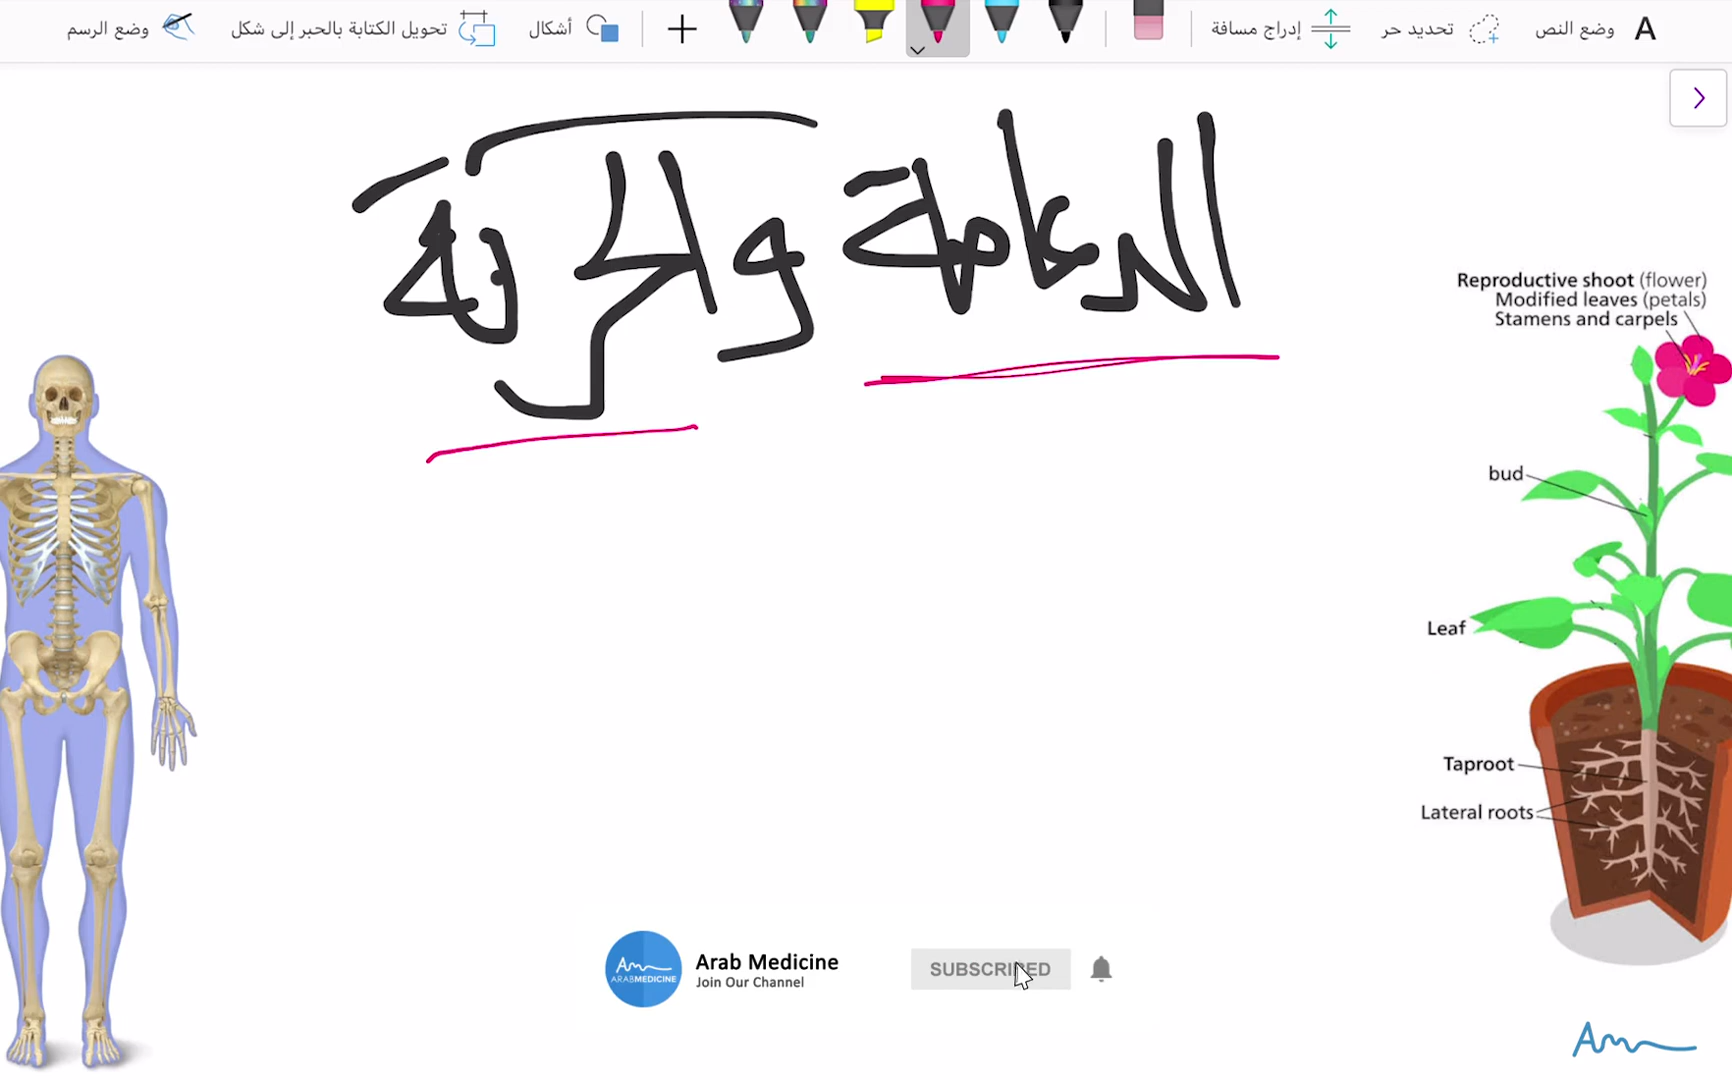 وضع النص
تحديد حر
إدراج مسافة
أشكال
تحويل الكتابة بالحبر إلى شكل
وضع الرسم
الدعامة والحركة
Reproductive shoot (flower)
Modified leaves (petals)
Stamens and carpels
bud
Leaf
Taproot
Lateral roots
Arab Medicine
Join Our Channel
ARABMEDICINE
SUBSCRIBED